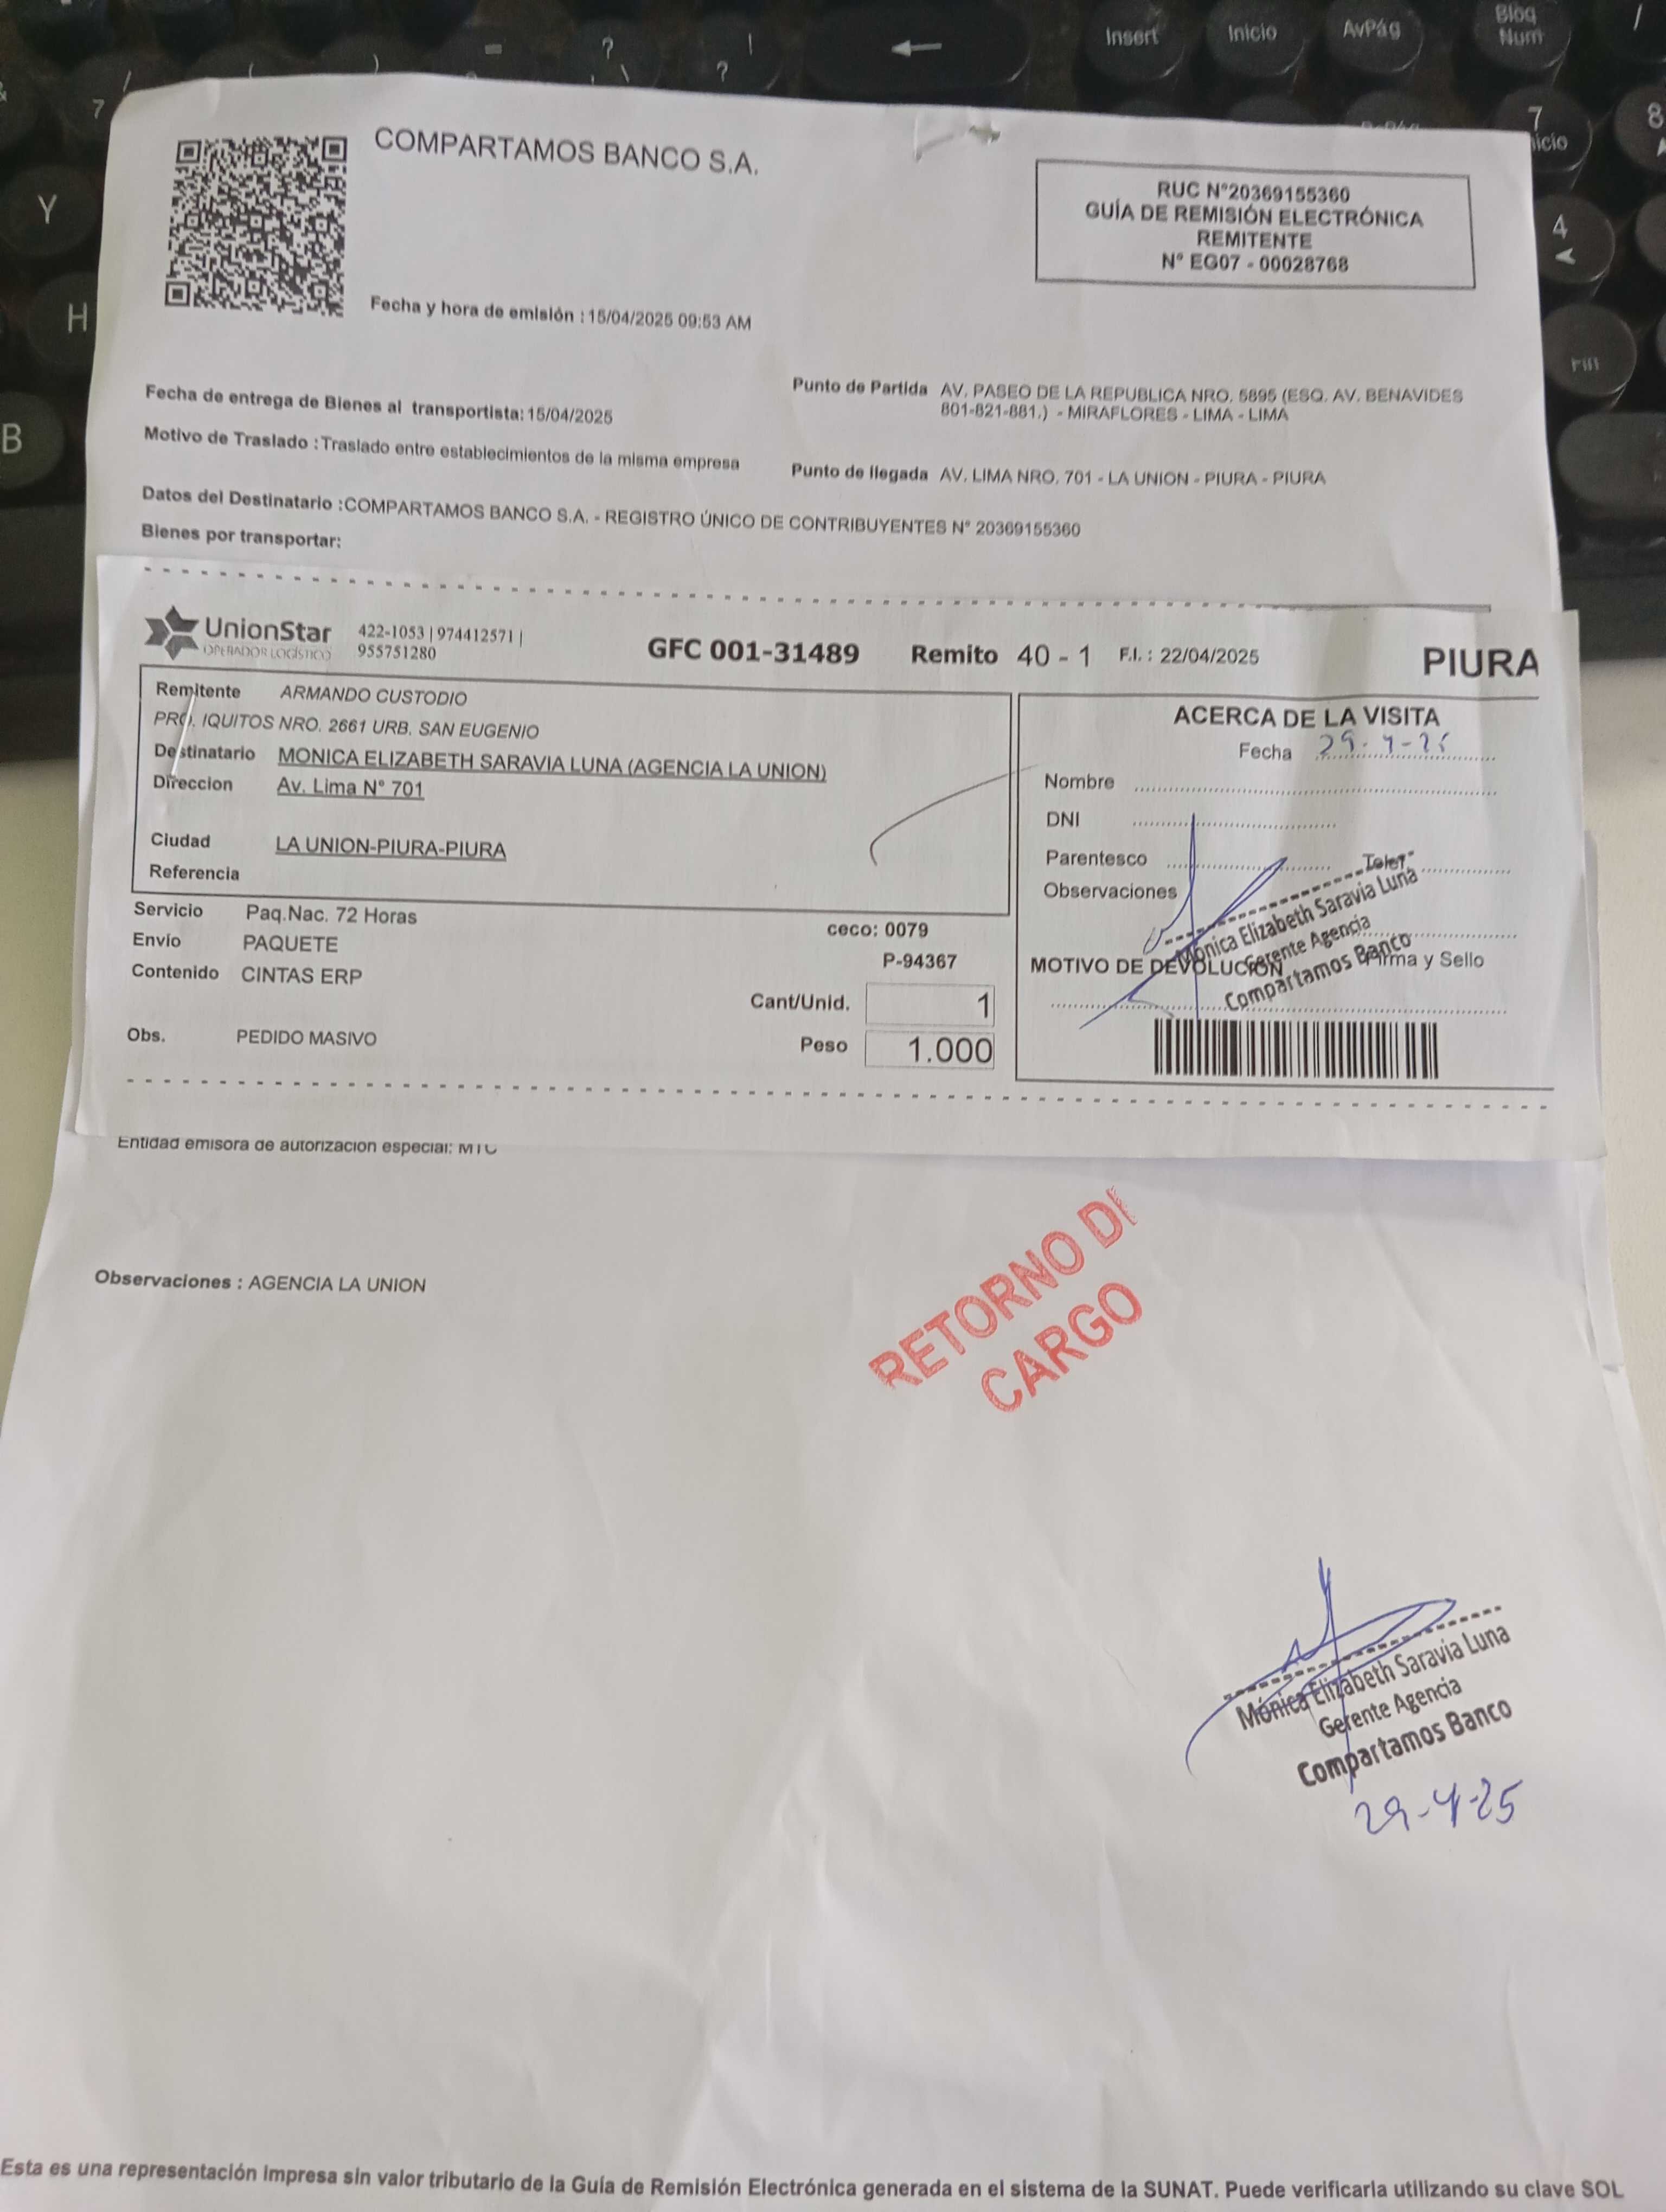 Insert Inicio AvPág Bloq Num
COMPARTAMOS BANCO S.A.
RUC N°20369155360
GUÍA DE REMISIÓN ELECTRÓNICA
REMITENTE
N° EG07 - 00028768
Fecha y hora de emisión : 15/04/2025 09:53 AM
Fecha de entrega de Bienes al transportista: 15/04/2025
Punto de Partida AV. PASEO DE LA REPUBLICA NRO. 5895 (ESQ. AV. BENAVIDES
801-821-881.) - MIRAFLORES - LIMA - LIMA
Motivo de Traslado : Traslado entre establecimientos de la misma empresa
Punto de llegada AV. LIMA NRO. 701 - LA UNION - PIURA - PIURA
Datos del Destinatario :COMPARTAMOS BANCO S.A. - REGISTRO ÚNICO DE CONTRIBUYENTES N° 20369155360
Bienes por transportar:
UnionStar
OPERADOR LOGÍSTICO
422-1053 | 974412571 |
955751280
GFC 001-31489 Remito 40 - 1 F.I. : 22/04/2025 PIURA
Remitente ARMANDO CUSTODIO
PRO. IQUITOS NRO. 2661 URB. SAN EUGENIO
Destinatario MONICA ELIZABETH SARAVIA LUNA (AGENCIA LA UNION)
Direccion Av. Lima N° 701
Ciudad LA UNION-PIURA-PIURA
Referencia
Servicio Paq.Nac. 72 Horas
Envio PAQUETE
Contenido CINTAS ERP
Obs. PEDIDO MASIVO
ceco: 0079
P-94367
Cant/Unid. 1
Peso 1.000
ACERCA DE LA VISITA
Fecha 29-4-25
Nombre
DNI
Parentesco Telef
Observaciones
Mónica Elizabeth Saravia Luna
Gerente Agencia
Compartamos Banco
MOTIVO DE DEVOLUCIÓN Firma y Sello
Entidad emisora de autorización especial: MTC
Observaciones : AGENCIA LA UNION
RETORNO DE
CARGO
Mónica Elizabeth Saravia Luna
Gerente Agencia
Compartamos Banco
29-4-25
Esta es una representación impresa sin valor tributario de la Guía de Remisión Electrónica generada en el sistema de la SUNAT. Puede verificarla utilizando su clave SOL